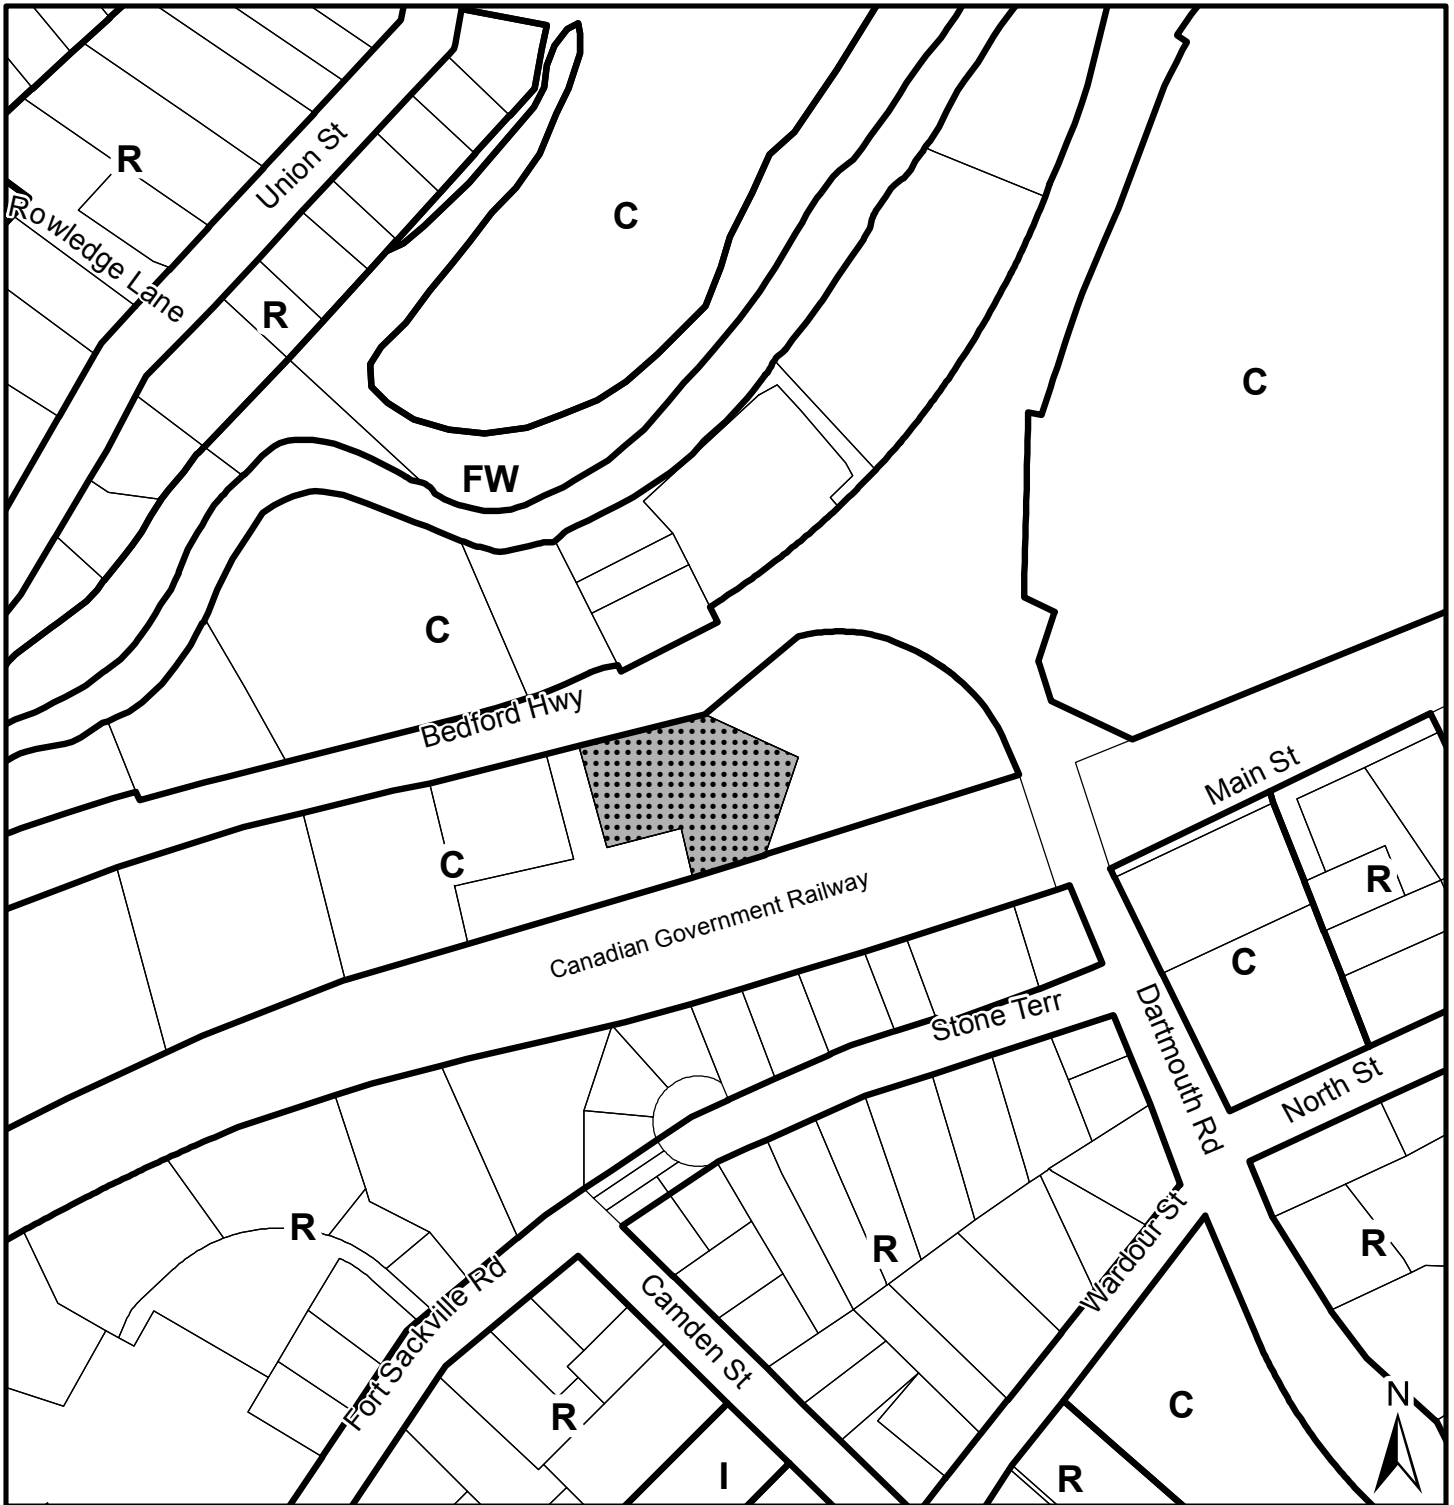 R
Union St
Rowledge Lane
C
R
C
FW
C
Bedford Hwy
Main St
C
R
Canadian Government Railway
C
Stone Terr
Dartmouth Rd
North St
R
R
R
Wardour St
Fort Sackville Rd
Camden St
N
C
R
I
R